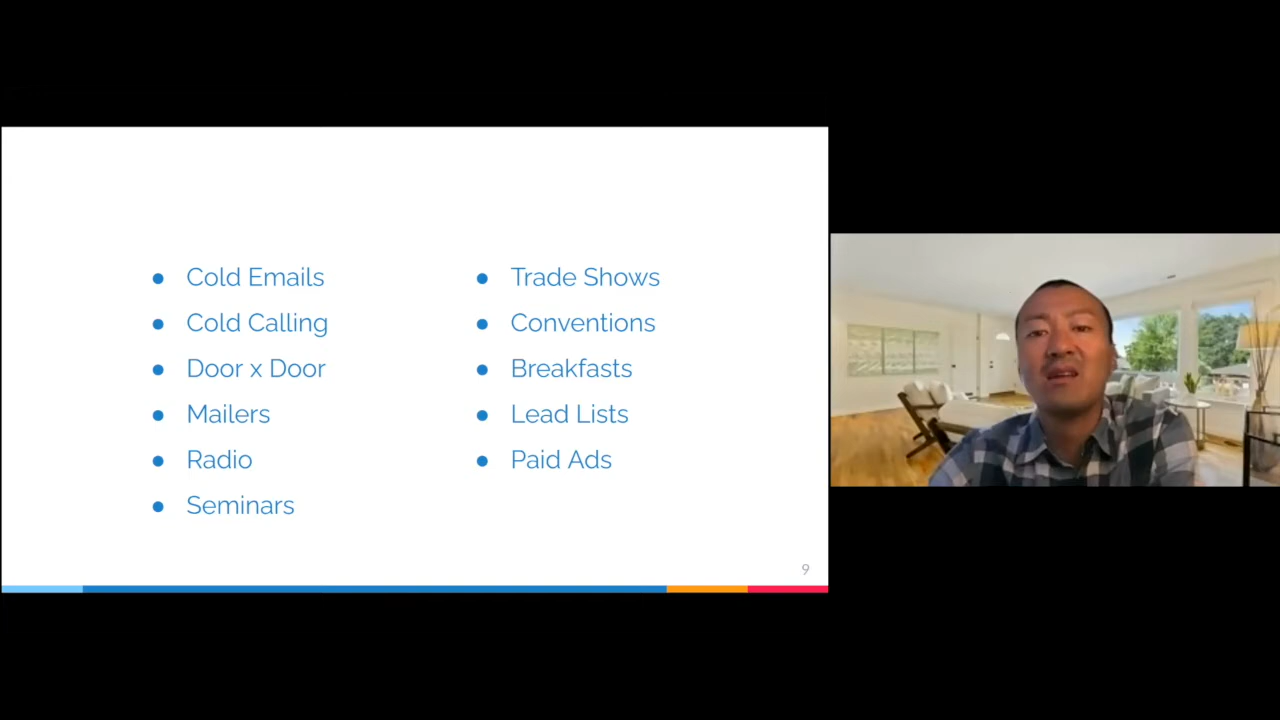 Cold Emails
Cold Calling
Door x Door
Mailers
Radio
Seminars
Trade Shows
Conventions
Breakfasts
Lead Lists
Paid Ads
9